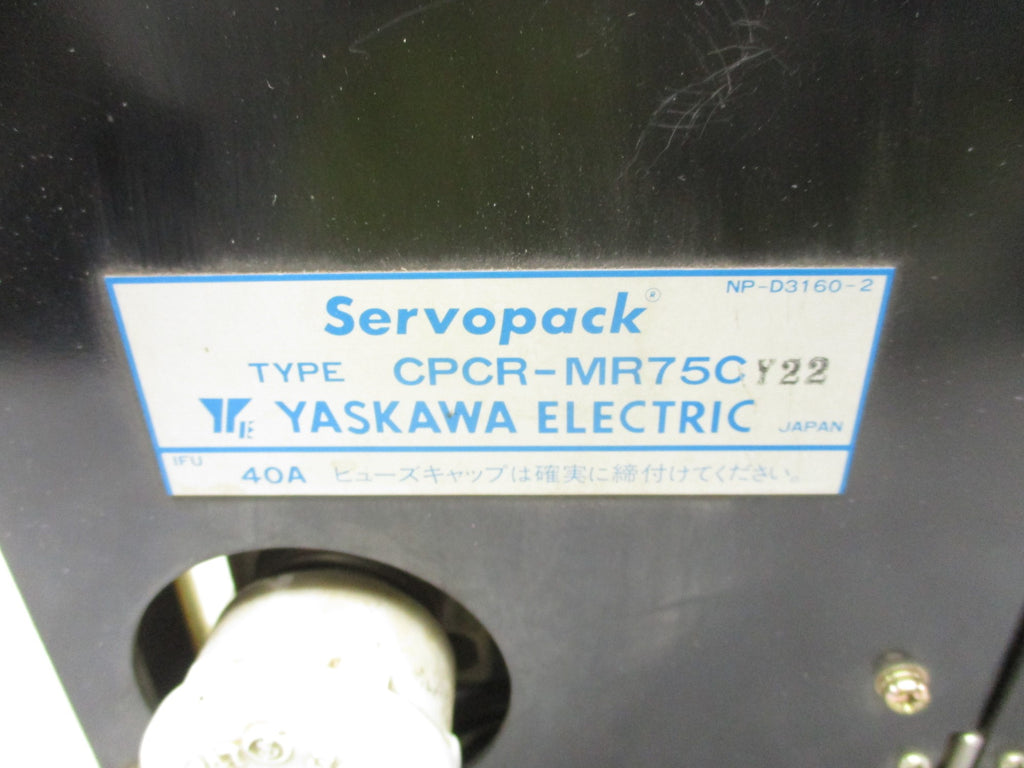 NP-D3160-2
Servopack®
TYPE CPCR-MR75C Y22
YASKAWA ELECTRIC JAPAN
1FU
40A ヒューズキャップは確実に締付けてください。